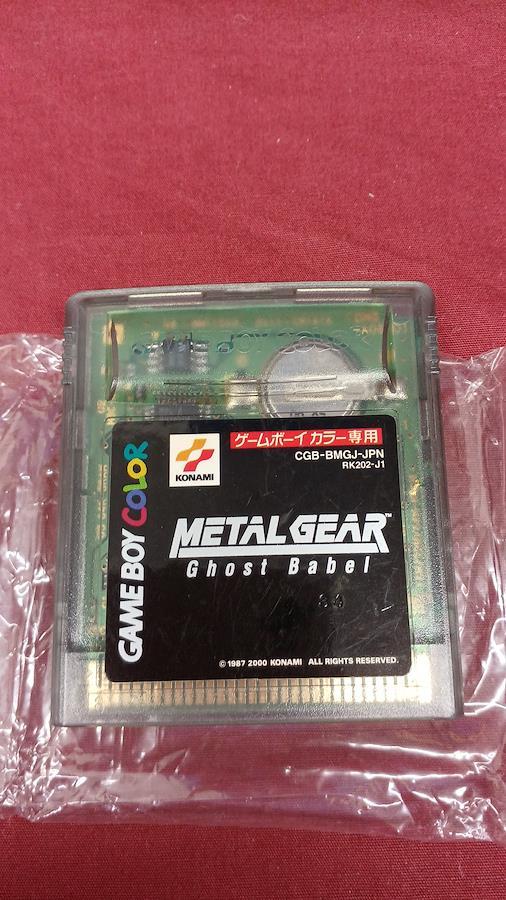 ゲームボーイカラー専用
KONAMI
CGB-BMGJ-JPN
RK202-J1
GAME BOY COLOR
METAL GEAR™
Ghost Babel
© 1987 2000 KONAMI ALL RIGHTS RESERVED.